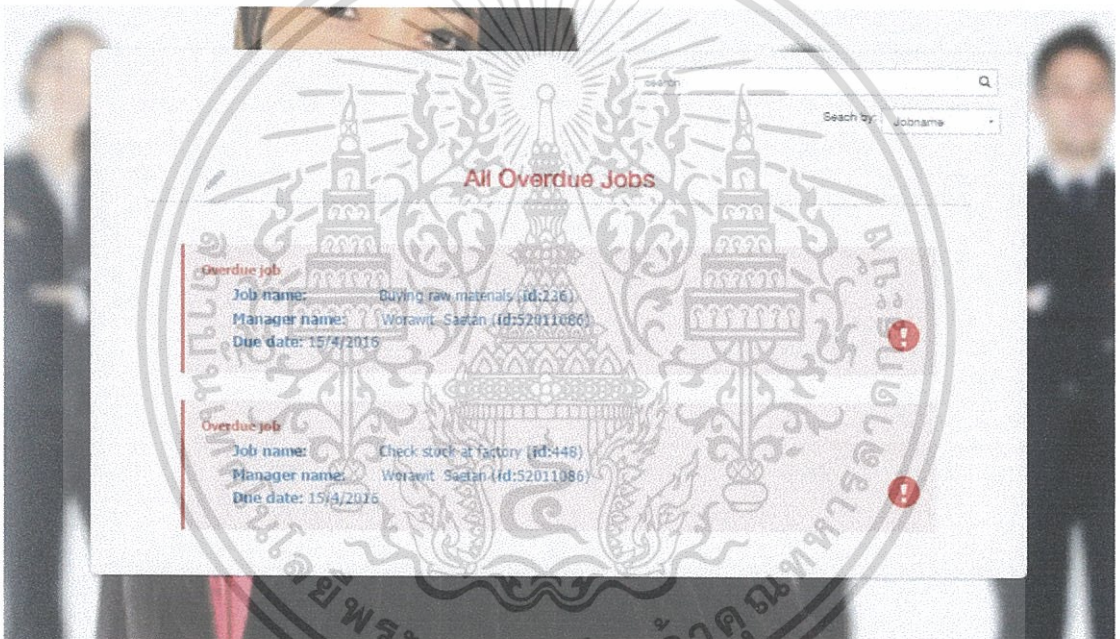 search
Seach by: Jobname
All Overdue Jobs
Overdue job
Job name: Buying raw materials (id:236)
Manager name: Worawit Saetan (id:52011086)
Due date: 15/4/2016
Overdue job
Job name: Check stock at factory (id:448)
Manager name: Worawit Saetan (id:52011086)
Due date: 15/4/2016